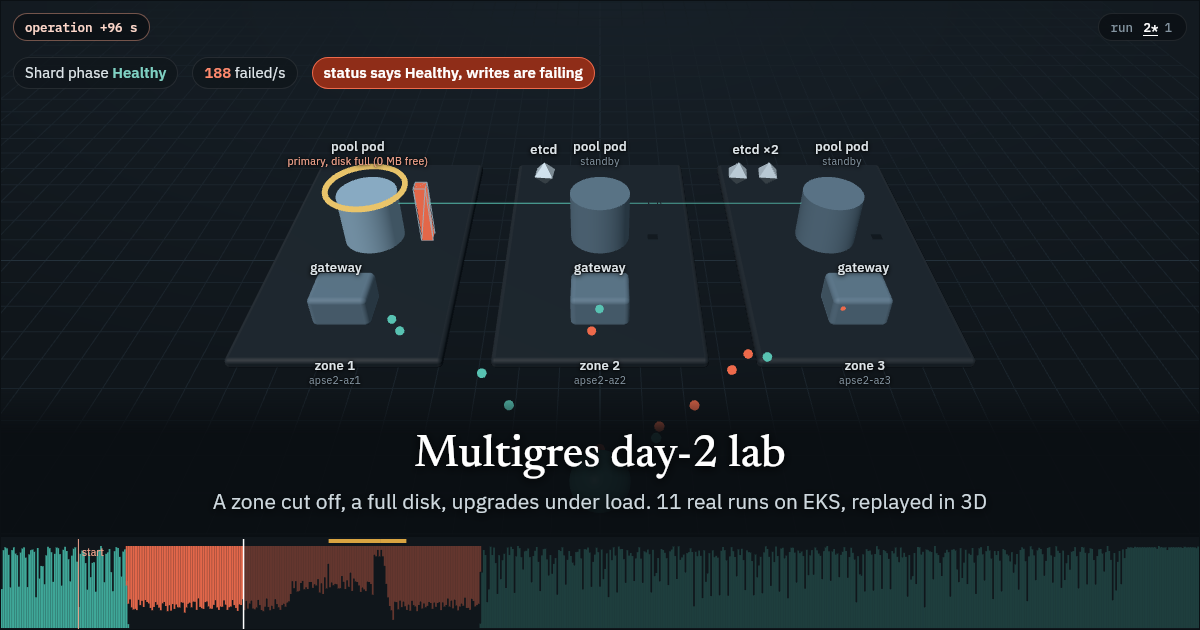 operation +96 s
run 2* 1
Shard phase Healthy
188 failed/s
status says Healthy, writes are failing
pool pod
primary, disk full (0 MB free)
etcd
pool pod
standby
etcd ×2
pool pod
standby
gateway
gateway
gateway
zone 1
apse2-az1
zone 2
apse2-az2
zone 3
apse2-az3
Multigres day-2 lab
A zone cut off, a full disk, upgrades under load. 11 real runs on EKS, replayed in 3D
start